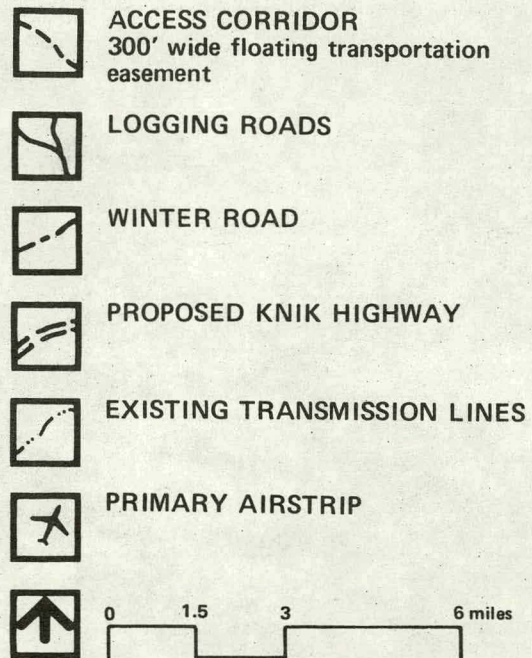 ACCESS CORRIDOR
300' wide floating transportation
easement
LOGGING ROADS
WINTER ROAD
PROPOSED KNIK HIGHWAY
EXISTING TRANSMISSION LINES
PRIMARY AIRSTRIP
0 1.5 3 6 miles